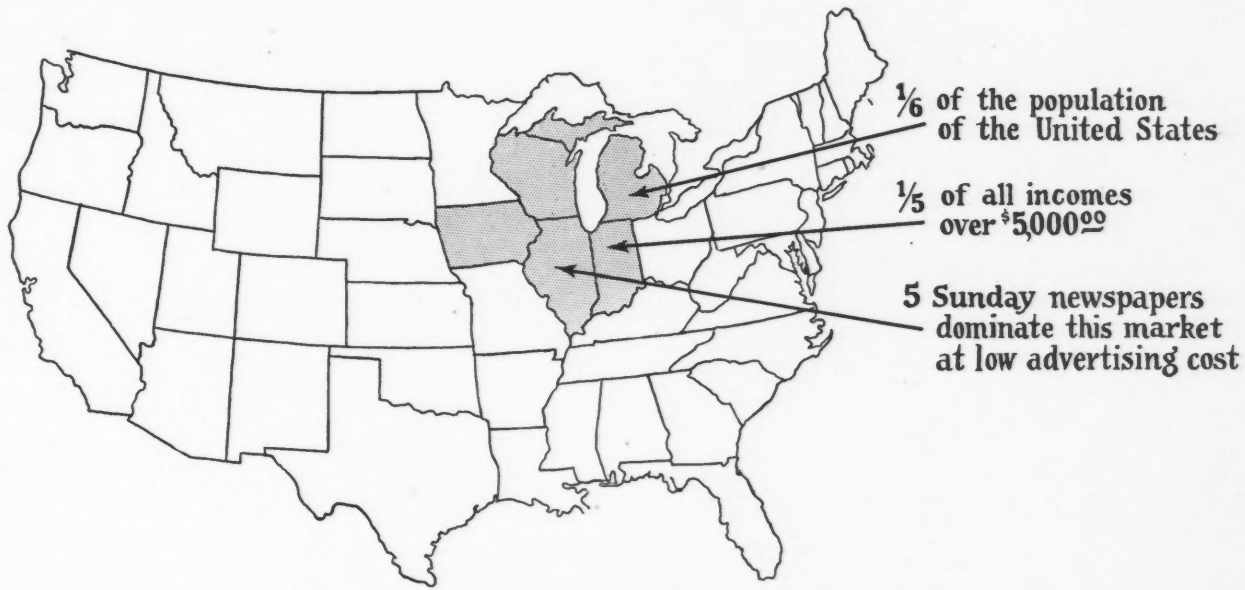 1/6 of the population
of the United States
1/5 of all incomes
over $5,000.00
5 Sunday newspapers
dominate this market
at low advertising cost